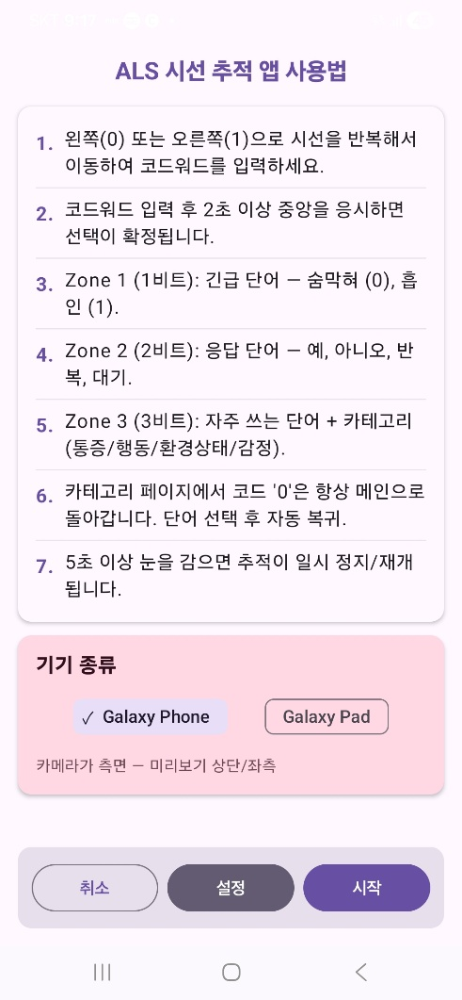 ALS 시선 추적 앱 사용법
1. 왼쪽(0) 또는 오른쪽(1)으로 시선을 반복해서
이동하여 코드워드를 입력하세요.
2. 코드워드 입력 후 2초 이상 중앙을 응시하면
선택이 확정됩니다.
3. Zone 1 (1비트): 긴급 단어 — 숨막혀 (0), 흡
인 (1).
4. Zone 2 (2비트): 응답 단어 — 예, 아니오, 반
복, 대기.
5. Zone 3 (3비트): 자주 쓰는 단어 + 카테고리
(통증/행동/환경상태/감정).
6. 카테고리 페이지에서 코드 '0'은 항상 메인으로
돌아갑니다. 단어 선택 후 자동 복귀.
7. 5초 이상 눈을 감으면 추적이 일시 정지/재개
됩니다.
기기 종류
✓ Galaxy Phone Galaxy Pad
카메라가 측면 — 미리보기 상단/좌측
취소 설정 시작